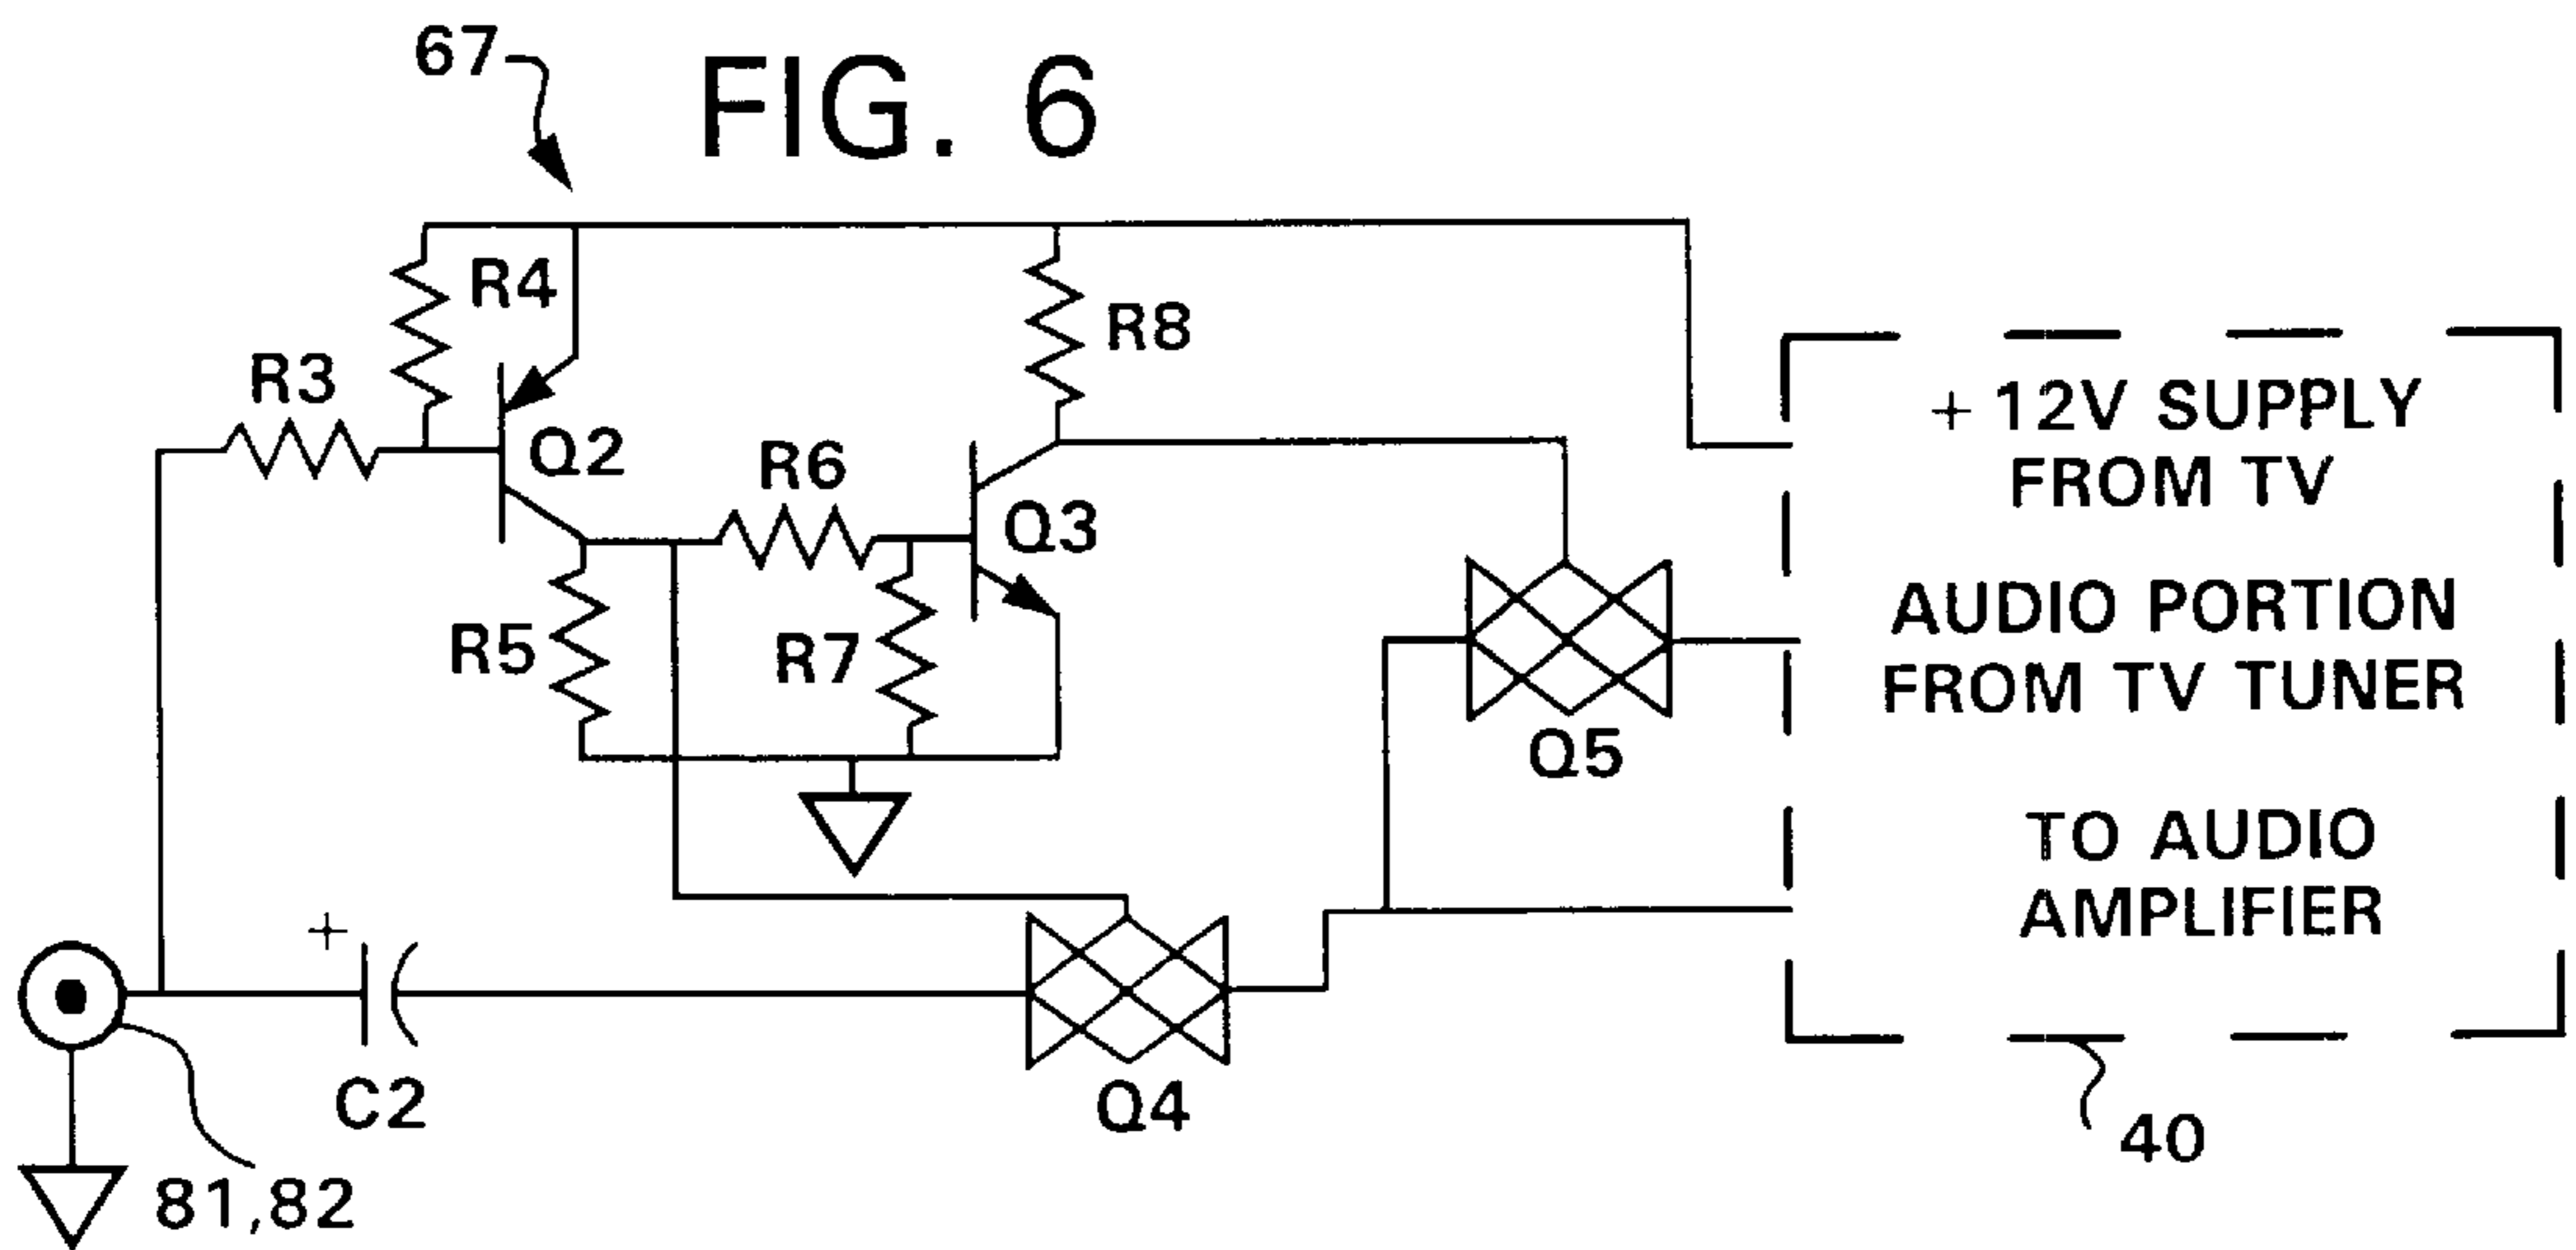 67
FIG. 6
R4
R8
R3
+ 12V SUPPLY
FROM TV
Q2
R6
Q3
AUDIO PORTION
FROM TV TUNER
R5
R7
Q5
TO AUDIO
AMPLIFIER
+
C2
Q4
40
81,82